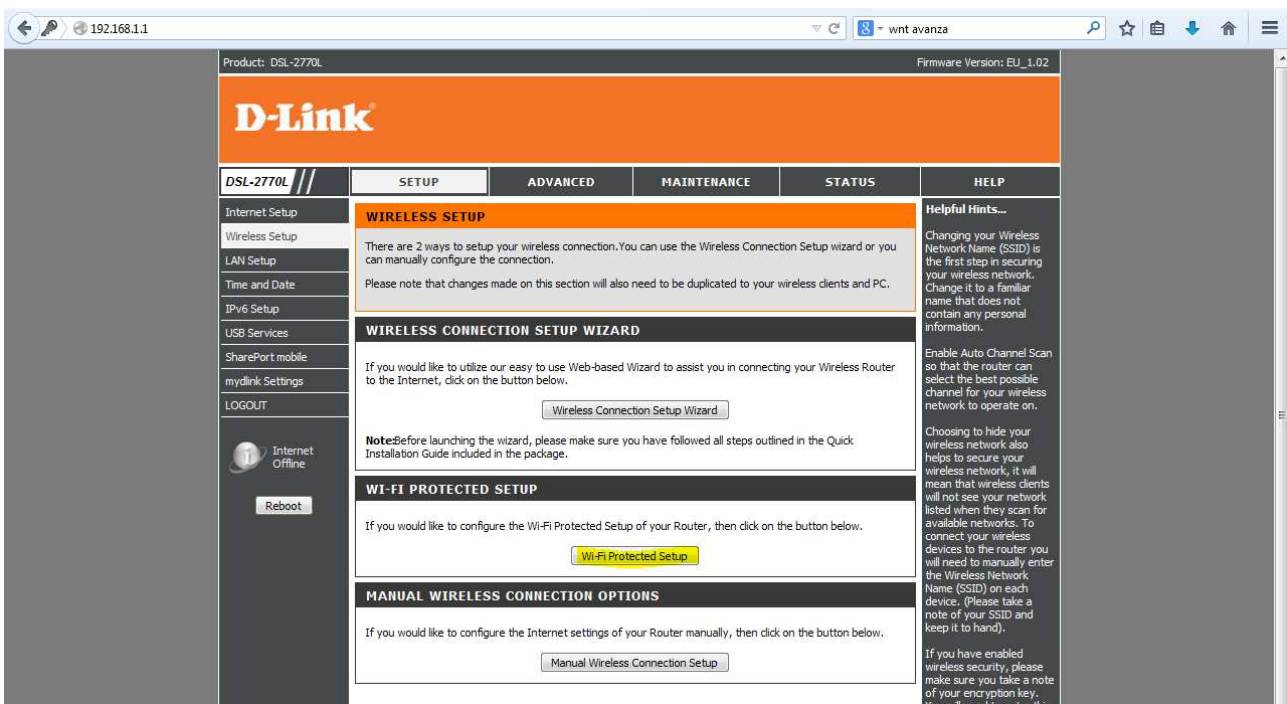 192.168.1.1
wnt avanza
Product: DSL-2770L
Firmware Version: EU_1.02
D-Link
DSL-2770L
SETUP
ADVANCED
MAINTENANCE
STATUS
HELP
Internet Setup
Wireless Setup
LAN Setup
Time and Date
IPv6 Setup
USB Services
SharePort mobile
mydlink Settings
LOGOUT
Internet
Offline
Reboot
WIRELESS SETUP
There are 2 ways to setup your wireless connection.You can use the Wireless Connection Setup wizard or you
can manually configure the connection.
Please note that changes made on this section will also need to be duplicated to your wireless clients and PC.
WIRELESS CONNECTION SETUP WIZARD
If you would like to utilize our easy to use Web-based Wizard to assist you in connecting your Wireless Router
to the Internet, click on the button below.
Wireless Connection Setup Wizard
Note:Before launching the wizard, please make sure you have followed all steps outlined in the Quick
Installation Guide included in the package.
WI-FI PROTECTED SETUP
If you would like to configure the Wi-Fi Protected Setup of your Router, then click on the button below.
Wi-Fi Protected Setup
MANUAL WIRELESS CONNECTION OPTIONS
If you would like to configure the Internet settings of your Router manually, then click on the button below.
Manual Wireless Connection Setup
Helpful Hints...
Changing your Wireless
Network Name (SSID) is
the first step in securing
your wireless network.
Change it to a familiar
name that does not
contain any personal
information.
Enable Auto Channel Scan
so that the router can
select the best possible
channel for your wireless
network to operate on.
Choosing to hide your
wireless network also
helps to secure your
wireless network, it will
mean that wireless clients
will not see your network
listed when they scan for
available networks. To
connect your wireless
devices to the router you
will need to manually enter
the Wireless Network
Name (SSID) on each
device. (Please take a
note of your SSID and
keep it to hand).
If you have enabled
wireless security, please
make sure you take a note
of your encryption key.